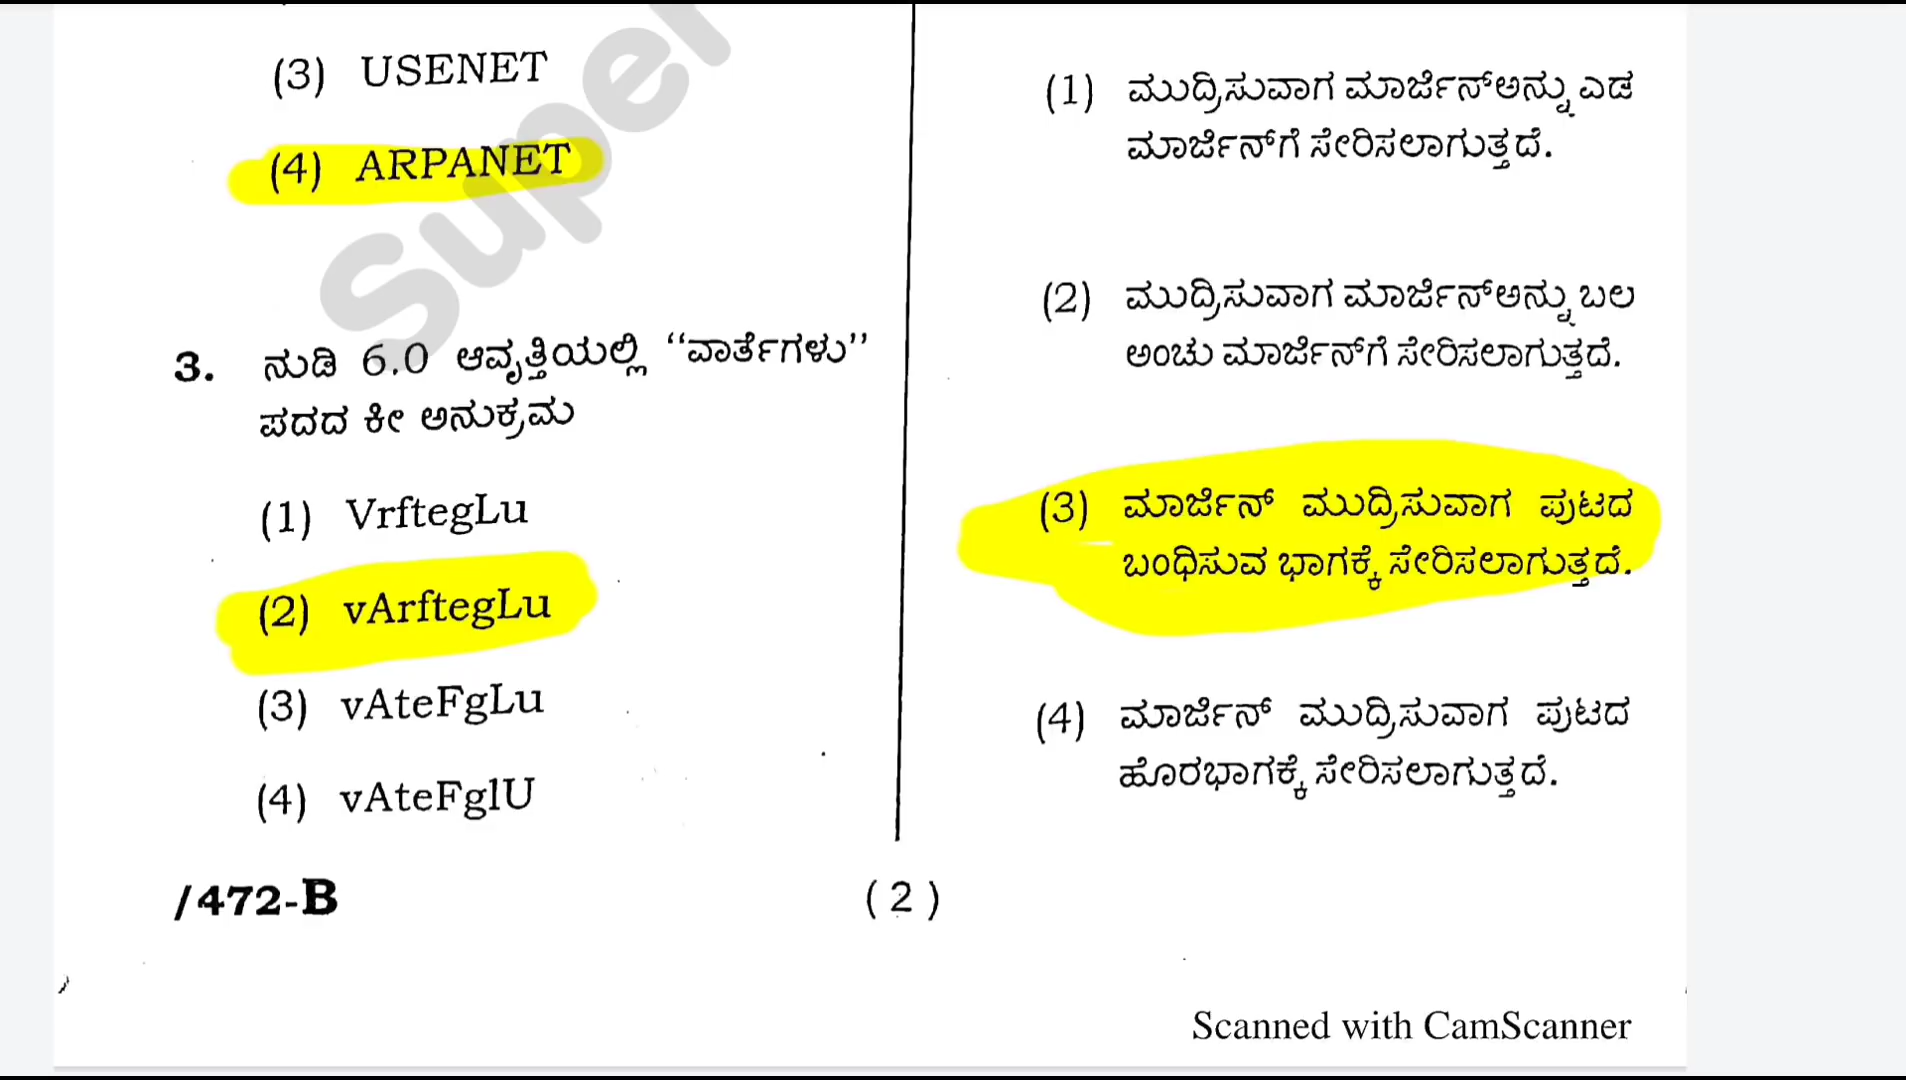 (3) USENET
(4) ARPANET
3. ನುಡಿ 6.0 ಆವೃತ್ತಿಯಲ್ಲಿ “ವಾರ್ತೆಗಳು”
ಪದದ ಕೀ ಅನುಕ್ರಮ
(1) VrftegLu
(2) vArftegLu
(3) vAteFgLu
(4) vAteFglU
/472-B
(1) ಮುದ್ರಿಸುವಾಗ ಮಾರ್ಜಿನ್‌ಅನ್ನು ಎಡ
ಮಾರ್ಜಿನ್‌ಗೆ ಸೇರಿಸಲಾಗುತ್ತದೆ.
(2) ಮುದ್ರಿಸುವಾಗ ಮಾರ್ಜಿನ್‌ಅನ್ನು ಬಲ
ಅಂಚು ಮಾರ್ಜಿನ್‌ಗೆ ಸೇರಿಸಲಾಗುತ್ತದೆ.
(3) ಮಾರ್ಜಿನ್ ಮುದ್ರಿಸುವಾಗ ಪುಟದ
ಬಂಧಿಸುವ ಭಾಗಕ್ಕೆ ಸೇರಿಸಲಾಗುತ್ತದೆ.
(4) ಮಾರ್ಜಿನ್ ಮುದ್ರಿಸುವಾಗ ಪುಟದ
ಹೊರಭಾಗಕ್ಕೆ ಸೇರಿಸಲಾಗುತ್ತದೆ.
( 2 )
Scanned with CamScanner
Super